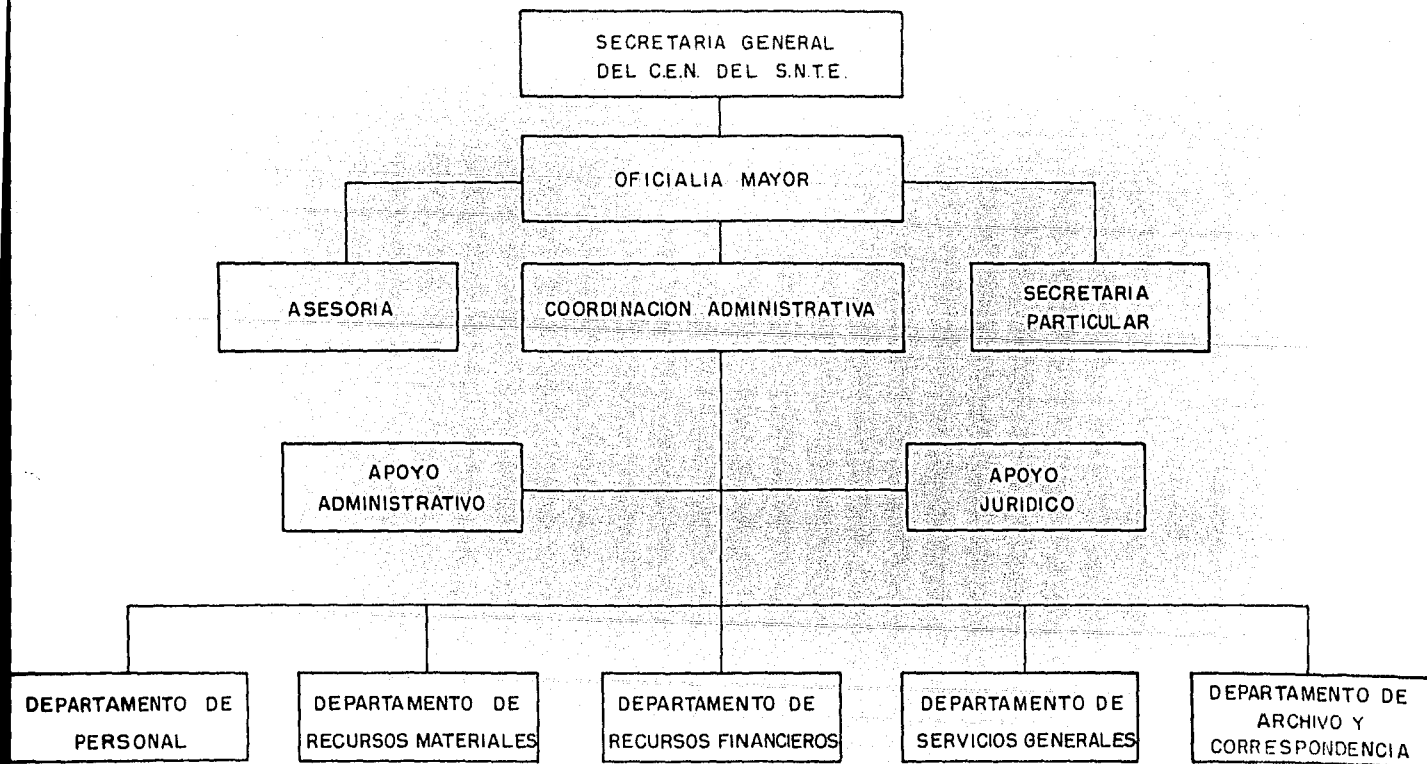 SECRETARIA GENERAL
DEL C.E.N. DEL S.N.T.E.
OFICIALIA MAYOR
ASESORIA
COORDINACION ADMINISTRATIVA
SECRETARIA
PARTICULAR
APOYO
ADMINISTRATIVO
APOYO
JURIDICO
DEPARTAMENTO DE
PERSONAL
DEPARTAMENTO DE
RECURSOS MATERIALES
DEPARTAMENTO DE
RECURSOS FINANCIEROS
DEPARTAMENTO DE
SERVICIOS GENERALES
DEPARTAMENTO DE
ARCHIVO Y
CORRESPONDENCIA